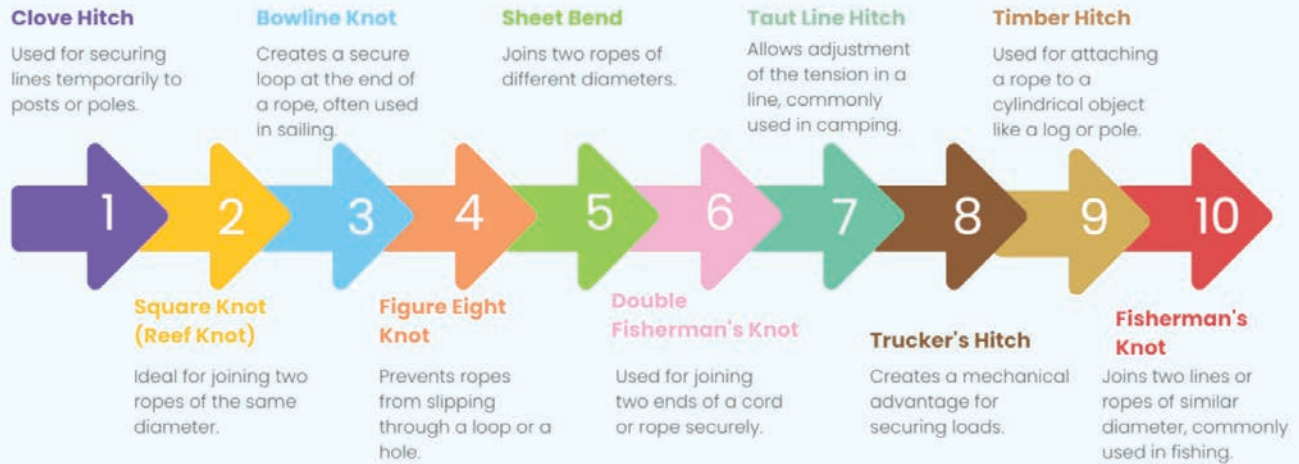 Clove Hitch
Used for securing
lines temporarily to
posts or poles.
Bowline Knot
Creates a secure
loop at the end of
a rope, often used
in sailing.
Sheet Bend
Joins two ropes of
different diameters.
Taut Line Hitch
Allows adjustment
of the tension in a
line, commonly
used in camping.
Timber Hitch
Used for attaching
a rope to a
cylindrical object
like a log or pole.
1
2
3
4
5
6
7
8
9
10
Square Knot
(Reef Knot)
Ideal for joining two
ropes of the same
diameter.
Figure Eight
Knot
Prevents ropes
from slipping
through a loop or a
hole.
Double
Fisherman's Knot
Used for joining
two ends of a cord
or rope securely.
Trucker's Hitch
Creates a mechanical
advantage for
securing loads.
Fisherman's
Knot
Joins two lines or
ropes of similar
diameter, commonly
used in fishing.